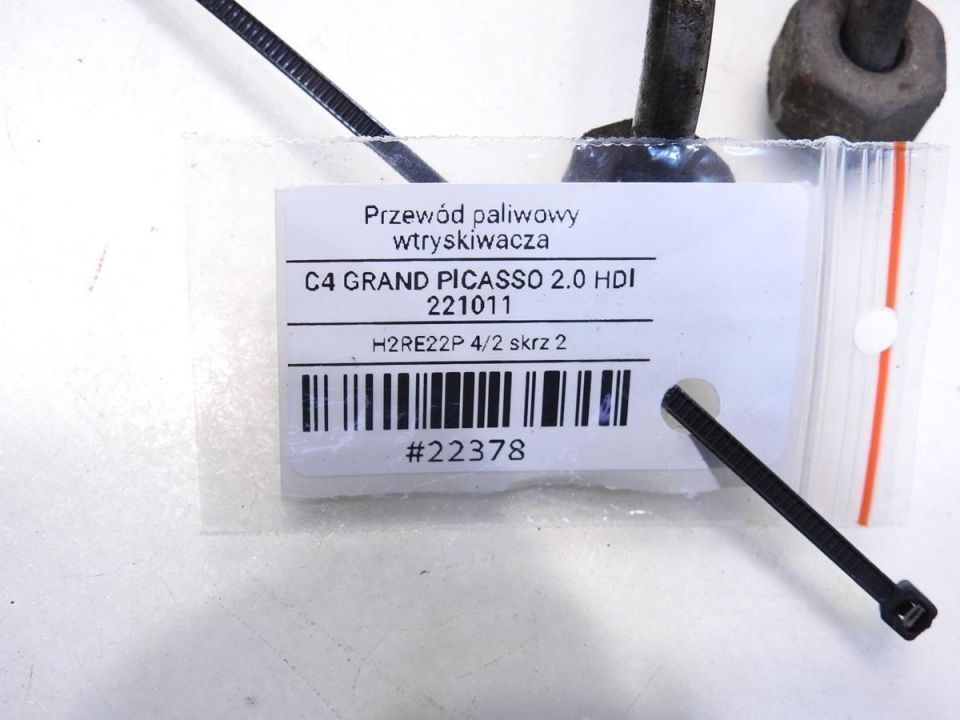 Przewód paliwowy
wtryskiwacza
C4 GRAND PICASSO 2.0 HDI
221011
H2RE22P 4/2 skrz 2
#22378